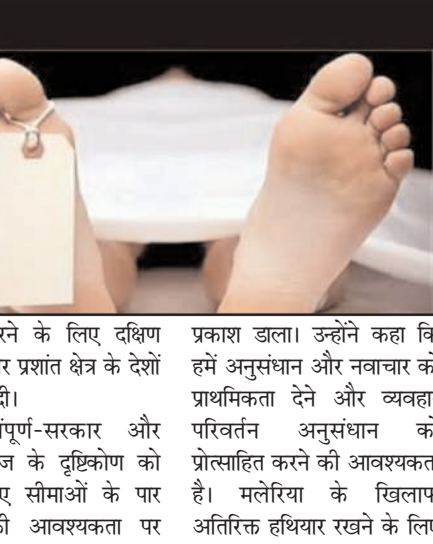 रने के लिए दक्षिण
र प्रशांत क्षेत्र के देशों
दी।
संपूर्ण-सरकार और
ज के दृष्टिकोण को
ए सीमाओं के पार
की आवश्यकता पर
प्रकाश डाला। उन्होंने कहा कि
हमें अनुसंधान और नवाचार को
प्राथमिकता देने और व्यवहा
परिवर्तन अनुसंधान को
प्रोत्साहित करने की आवश्यकत
है। मलेरिया के खिलाफ
अतिरिक्त हथियार रखने के लिए